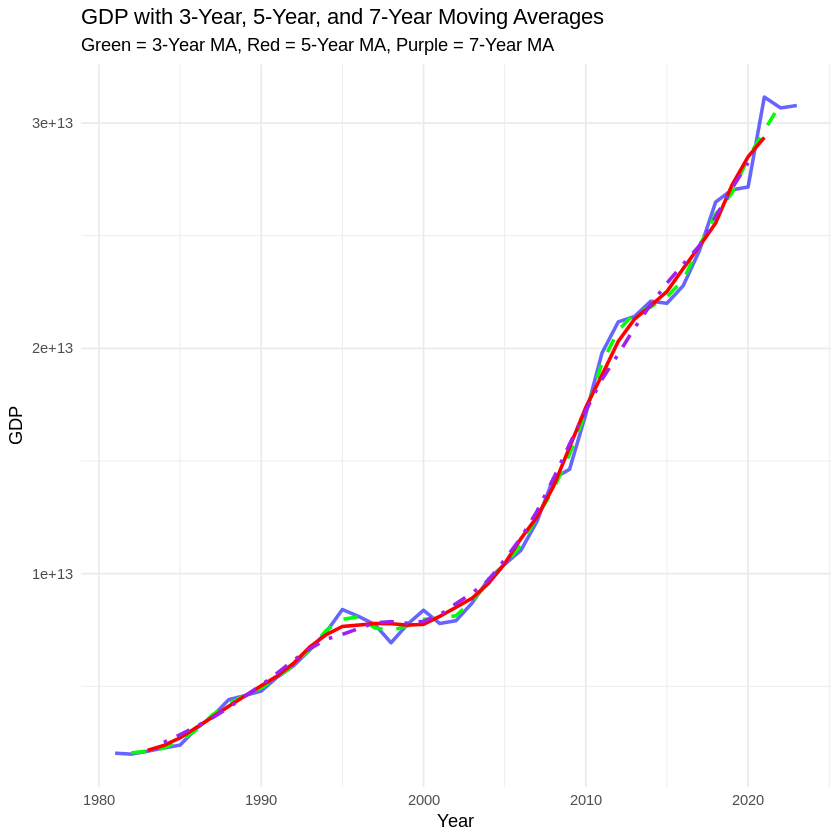 GDP with 3-Year, 5-Year, and 7-Year Moving Averages
Green = 3-Year MA, Red = 5-Year MA, Purple = 7-Year MA
3e+13
2e+13
1e+13
GDP
1980 1990 2000 2010 2020
Year